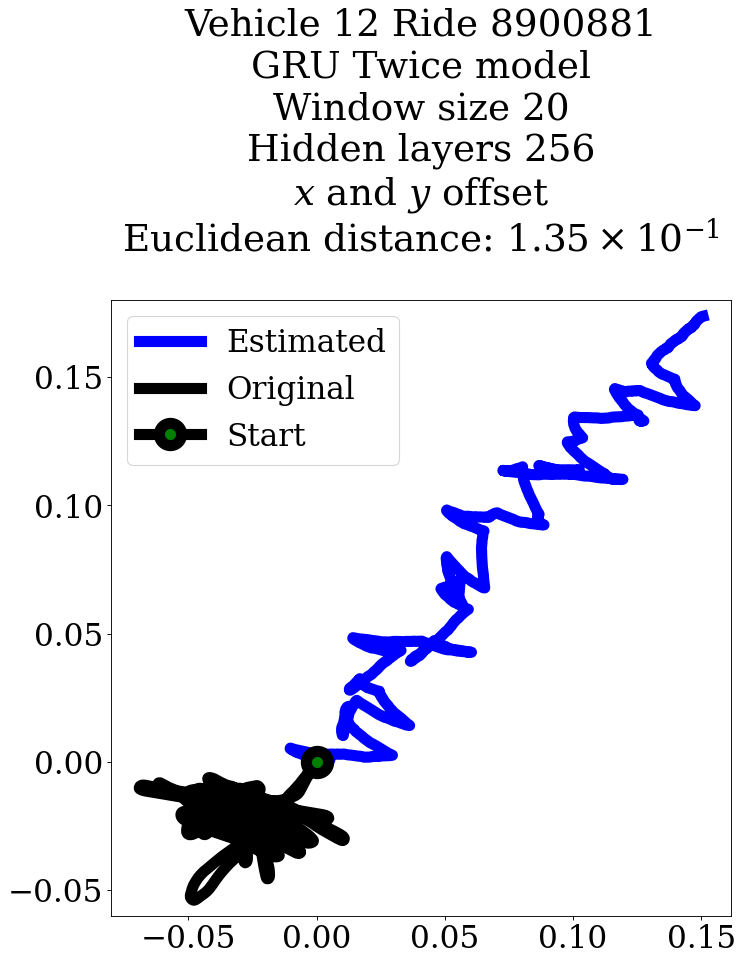 Vehicle 12 Ride 8900881
GRU Twice model
Window size 20
Hidden layers 256
x and y offset
Euclidean distance: 1.35 × 10⁻¹
Estimated
Original
Start
0.15
0.10
0.05
0.00
−0.05
−0.05 0.00 0.05 0.10 0.15